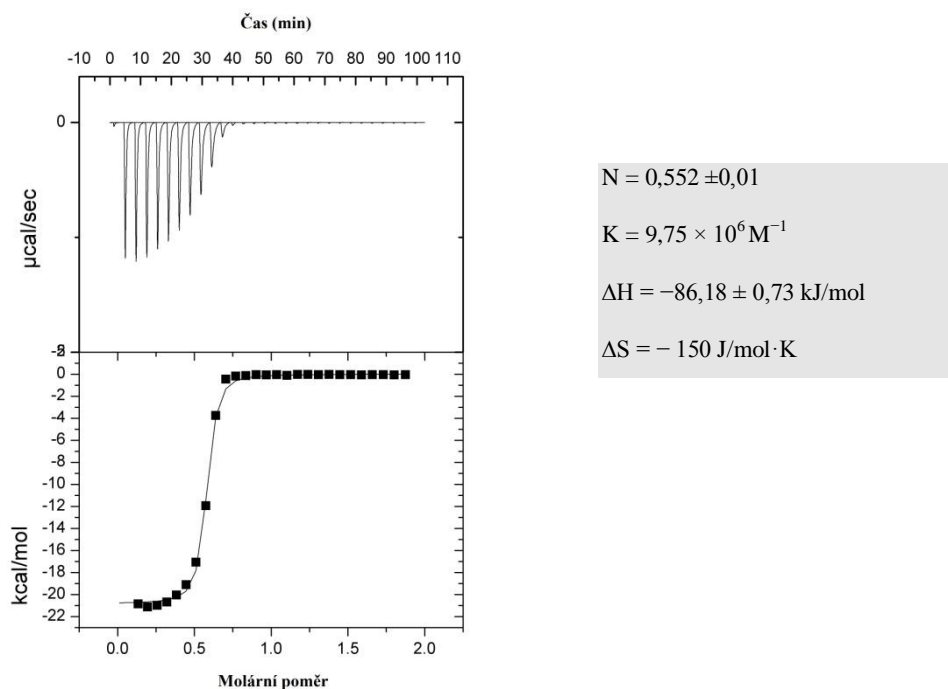 Čas (min)
-10 0 10 20 30 40 50 60 70 80 90 100 110
0
µcal/sec
0
-2
-4
-6
-8
-10
-12
-14
-16
-18
-20
-22
kcal/mol
0.0 0.5 1.0 1.5 2.0
Molární poměr
N = 0,552 ±0,01
K = 9,75 × 10⁶ M⁻¹
ΔH = −86,18 ± 0,73 kJ/mol
ΔS = − 150 J/mol·K